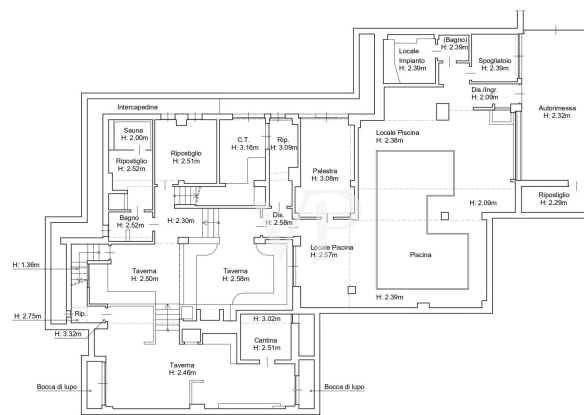 (Bagno)
H: 2.39m
Locale
Impianto
H: 2.39m
Spogliatoio
H: 2.39m
Dis./Ingr.
H: 2.09m
Autorimessa
H: 2.32m
Intercapedine
Sauna
H: 2.00m
Ripostiglio
H: 2.52m
Ripostiglio
H: 2.51m
C.T.
H: 3.16m
Rip.
H: 3.09m
Palestra
H: 3.08m
Locale Piscina
H: 2.38m
Ripostiglio
H: 2.29m
H: 2.09m
Bagno
H: 2.52m
H: 2.30m
Dis.
H: 2.58m
Locale Piscina
H: 2.57m
Piscina
H: 1.36m
Taverna
H: 2.50m
Taverna
H: 2.58m
H: 2.39m
H: 2.75m
Rip.
H: 3.32m
H: 3.02m
Cantina
H: 2.51m
Taverna
H: 2.46m
Bocca di lupo
Bocca di lupo
VP